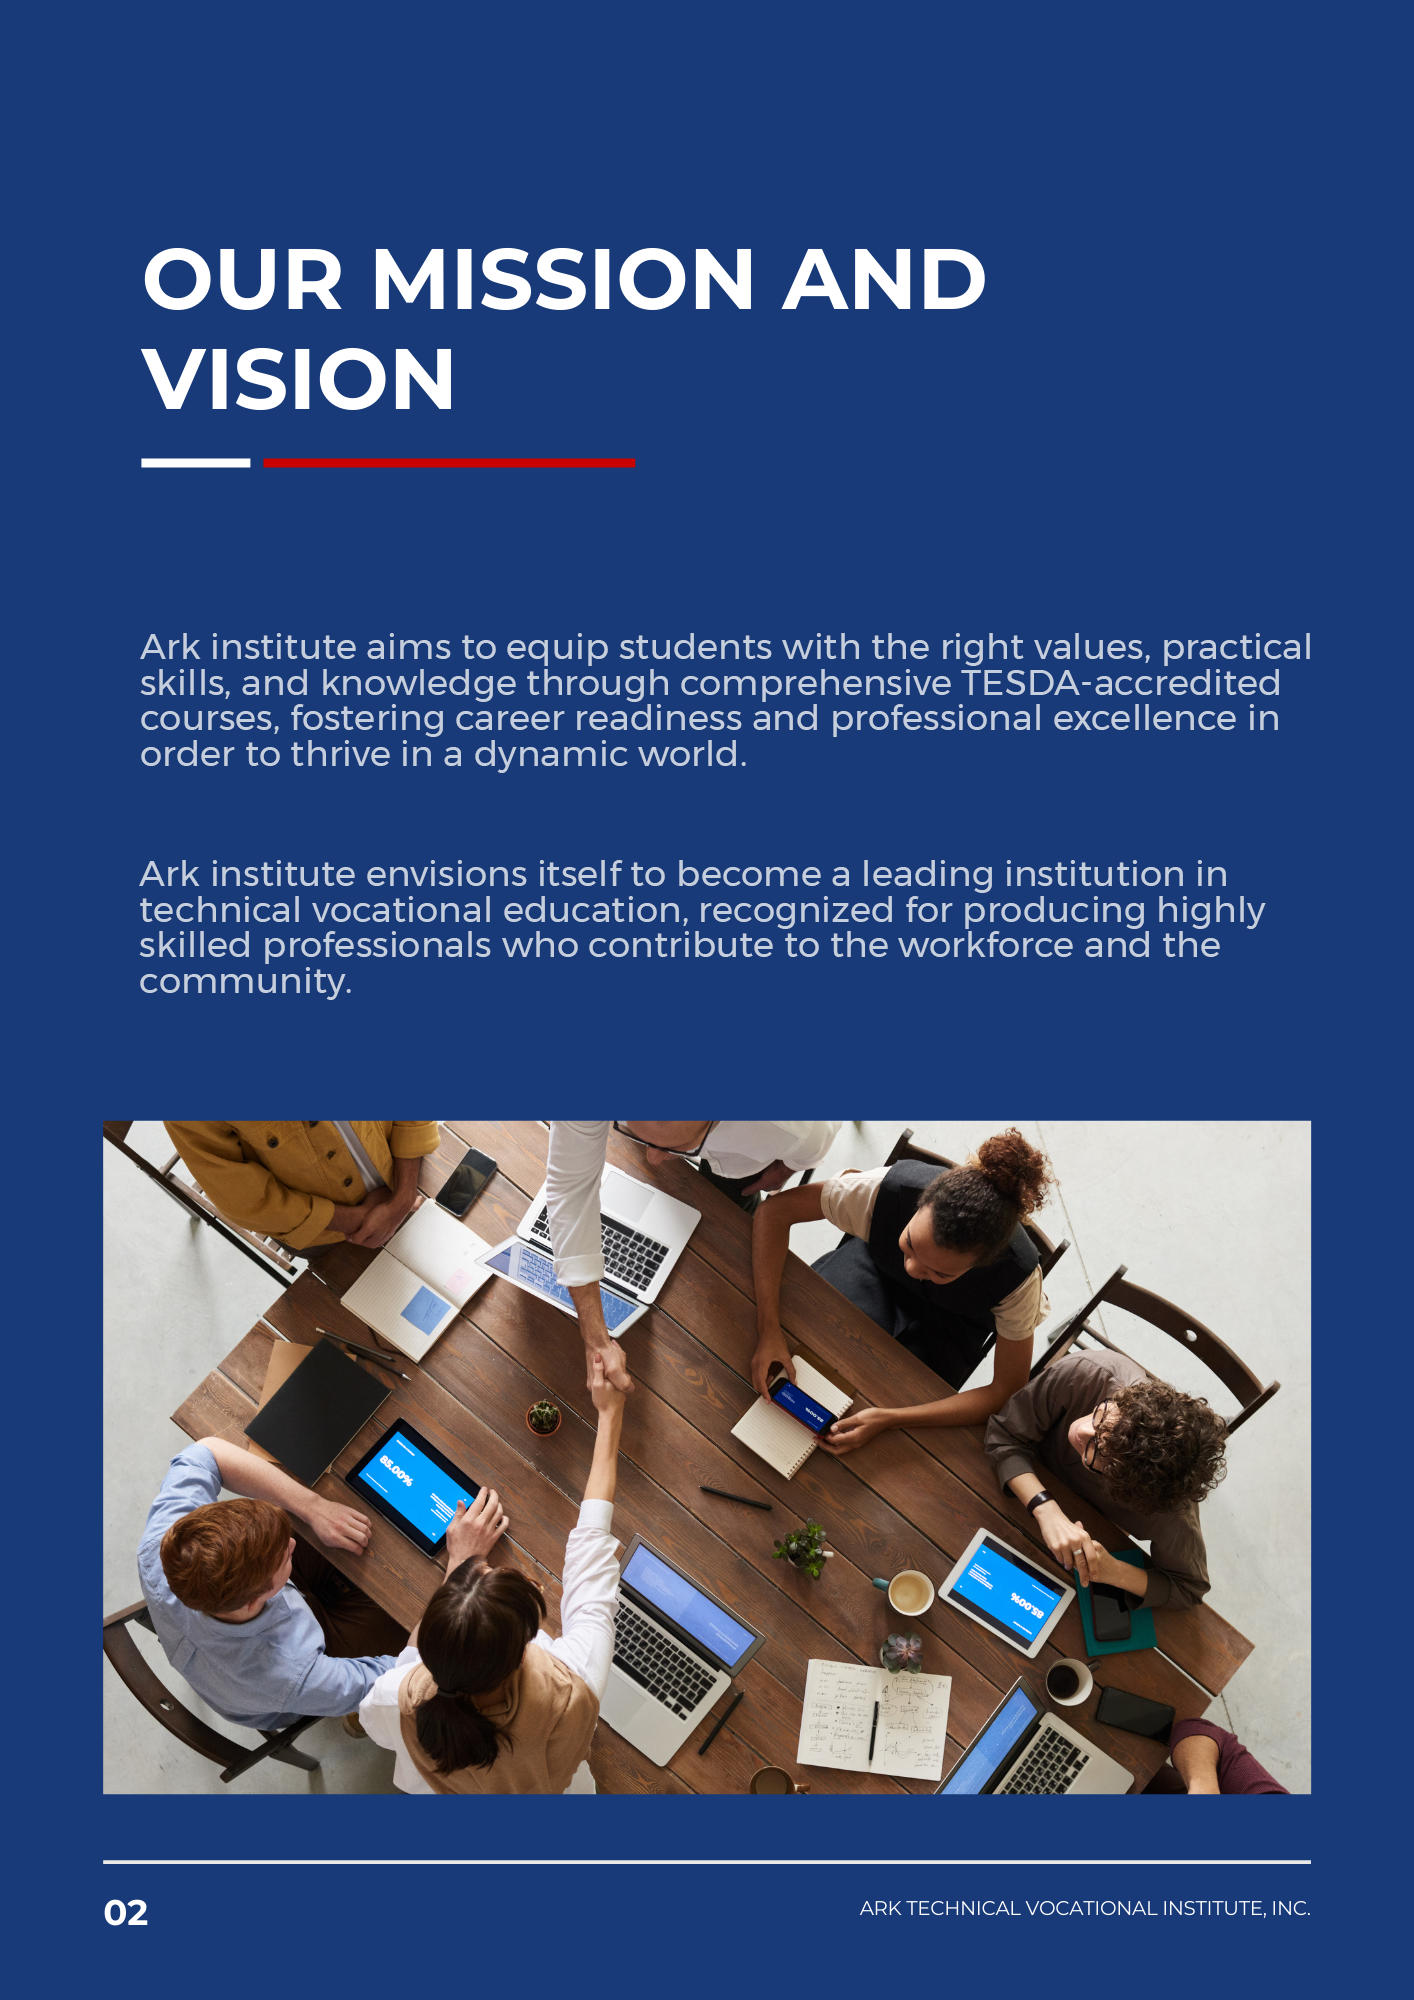 OUR MISSION AND
VISION
Ark institute aims to equip students with the right values, practical
skills, and knowledge through comprehensive TESDA-accredited
courses, fostering career readiness and professional excellence in
order to thrive in a dynamic world.
Ark institute envisions itself to become a leading institution in
technical vocational education, recognized for producing highly
skilled professionals who contribute to the workforce and the
community.
85.00%
85.00%
85.00%
02
ARK TECHNICAL VOCATIONAL INSTITUTE, INC.